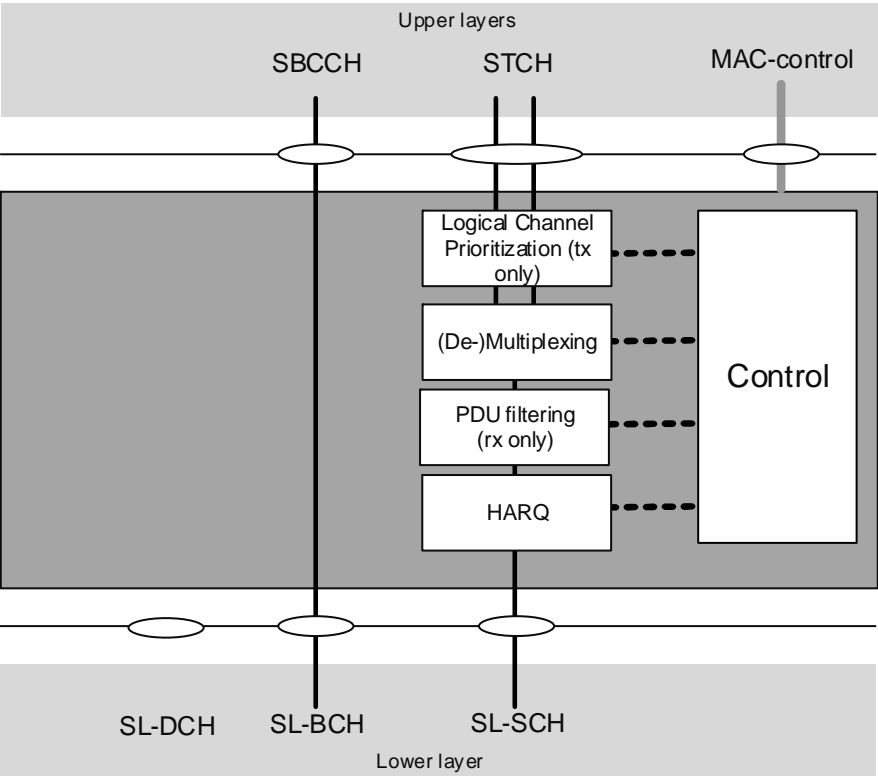 Upper layers
SBCCH
STCH
MAC-control
Logical Channel
Prioritization (tx
only)
(De-)Multiplexing
PDU filtering
(rx only)
HARQ
Control
SL-DCH
SL-BCH
SL-SCH
Lower layer